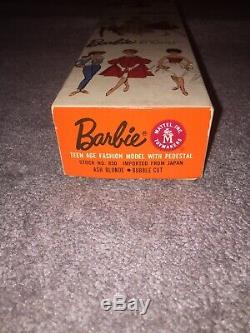 Barbie®
MATTEL, INC.
M
TOYMAKERS
TEEN AGE FASHION MODEL WITH PEDESTAL
STOCK NO. 850 IMPORTED FROM JAPAN
ASH BLONDE • BUBBLE CUT